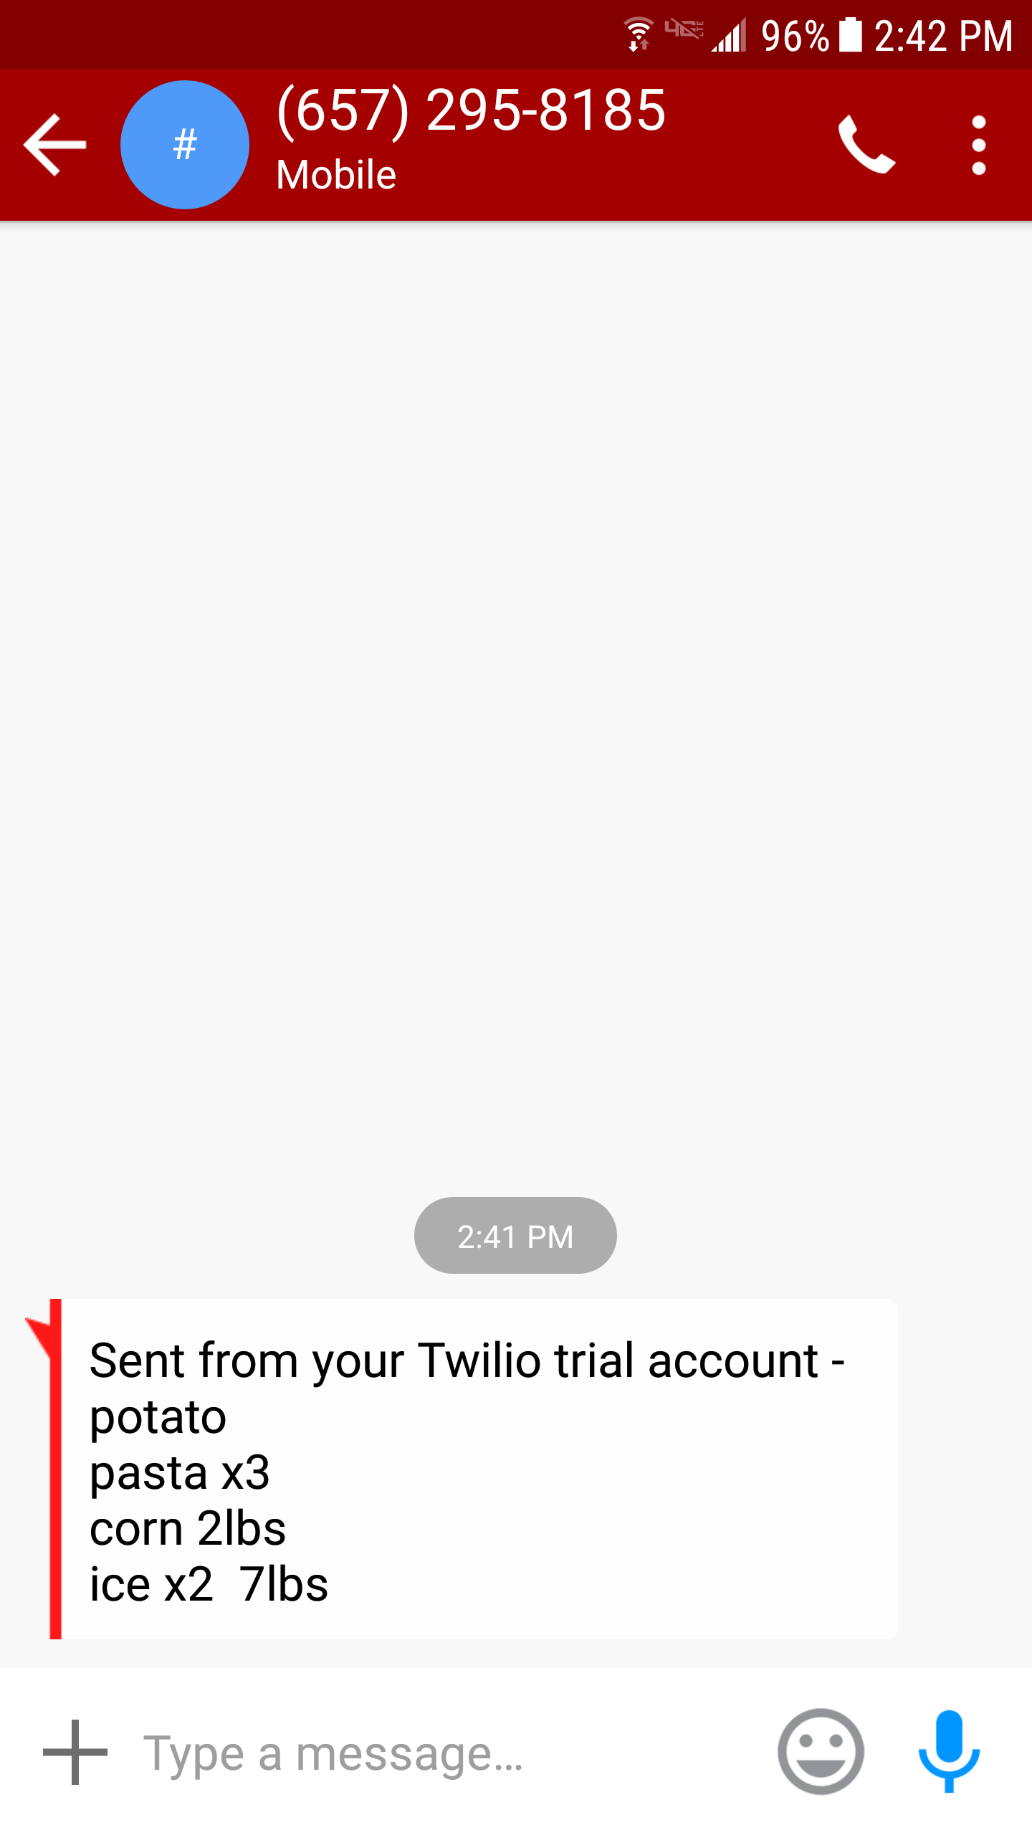 96% 2:42 PM
#
(657) 295-8185
Mobile
2:41 PM
Sent from your Twilio trial account -
potato
pasta x3
corn 2lbs
ice x2  7lbs
Type a message...